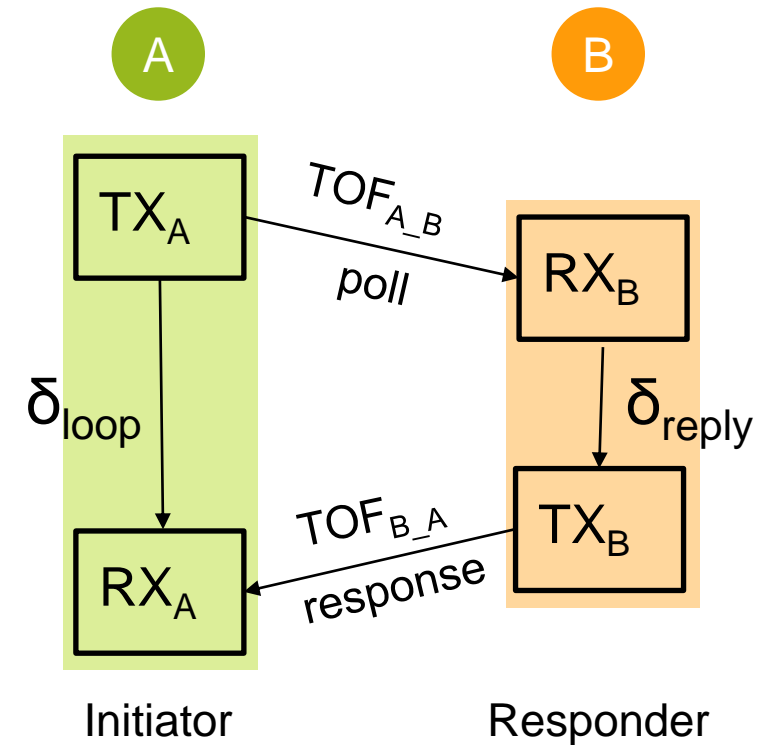 A
B
TX_A
TOF_A_B
poll
RX_B
δ_loop
δ_reply
TOF_B_A
response
TX_B
RX_A
Initiator
Responder